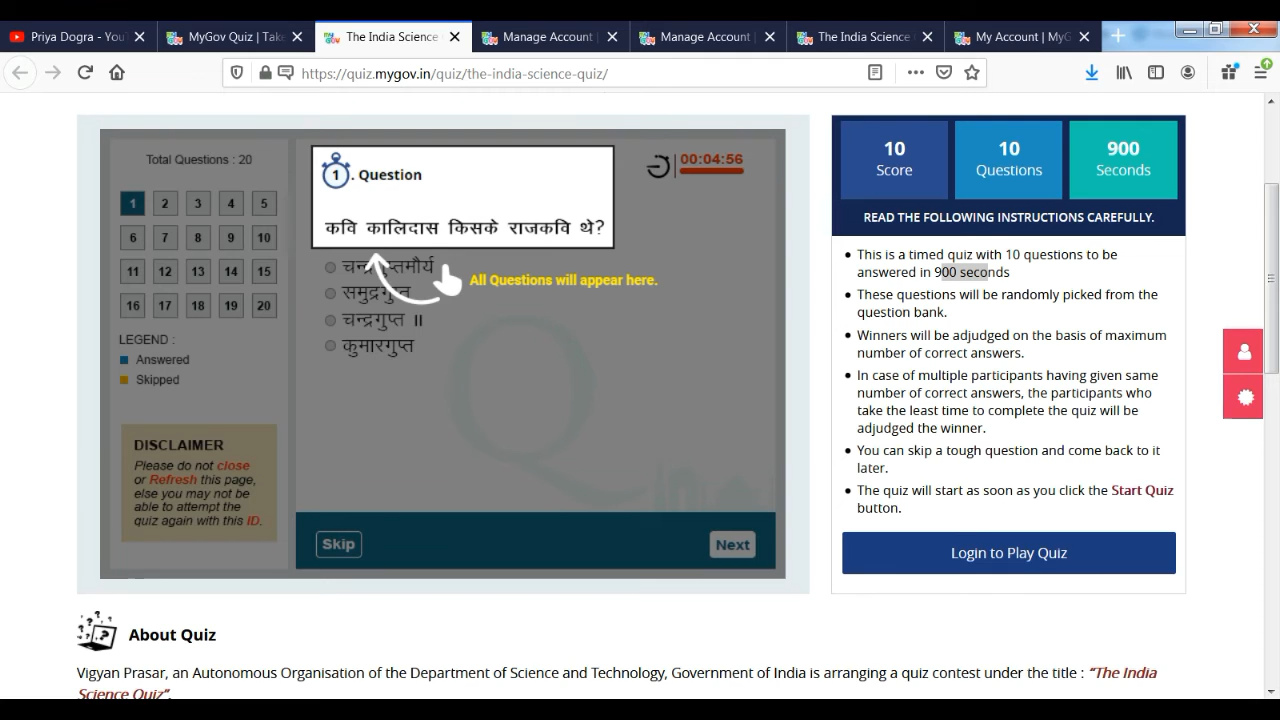 Priya Dogra - You
MyGov Quiz | Take
The India Science
Manage Account |
Manage Account |
The India Science
My Account | MyG
https://quiz.mygov.in/quiz/the-india-science-quiz/
Total Questions : 20
1 2 3 4 5
6 7 8 9 10
11 12 13 14 15
16 17 18 19 20
LEGEND :
Answered
Skipped
DISCLAIMER
Please do not close
or Refresh this page,
else you may not be
able to attempt the
quiz again with this ID.
1 . Question
00:04:56
कवि कालिदास किसके राजकवि थे?
चन्द्रगुप्तमौर्य
समुद्रगुप्त
चन्द्रगुप्त II
कुमारगुप्त
All Questions will appear here.
Skip
Next
10 Score
10 Questions
900 Seconds
READ THE FOLLOWING INSTRUCTIONS CAREFULLY.
This is a timed quiz with 10 questions to be
answered in 900 seconds
These questions will be randomly picked from the
question bank.
Winners will be adjudged on the basis of maximum
number of correct answers.
In case of multiple participants having given same
number of correct answers, the participants who
take the least time to complete the quiz will be
adjudged the winner.
You can skip a tough question and come back to it
later.
The quiz will start as soon as you click the Start Quiz
button.
Login to Play Quiz
About Quiz
Vigyan Prasar, an Autonomous Organisation of the Department of Science and Technology, Government of India is arranging a quiz contest under the title : “The India
Science Quiz”.